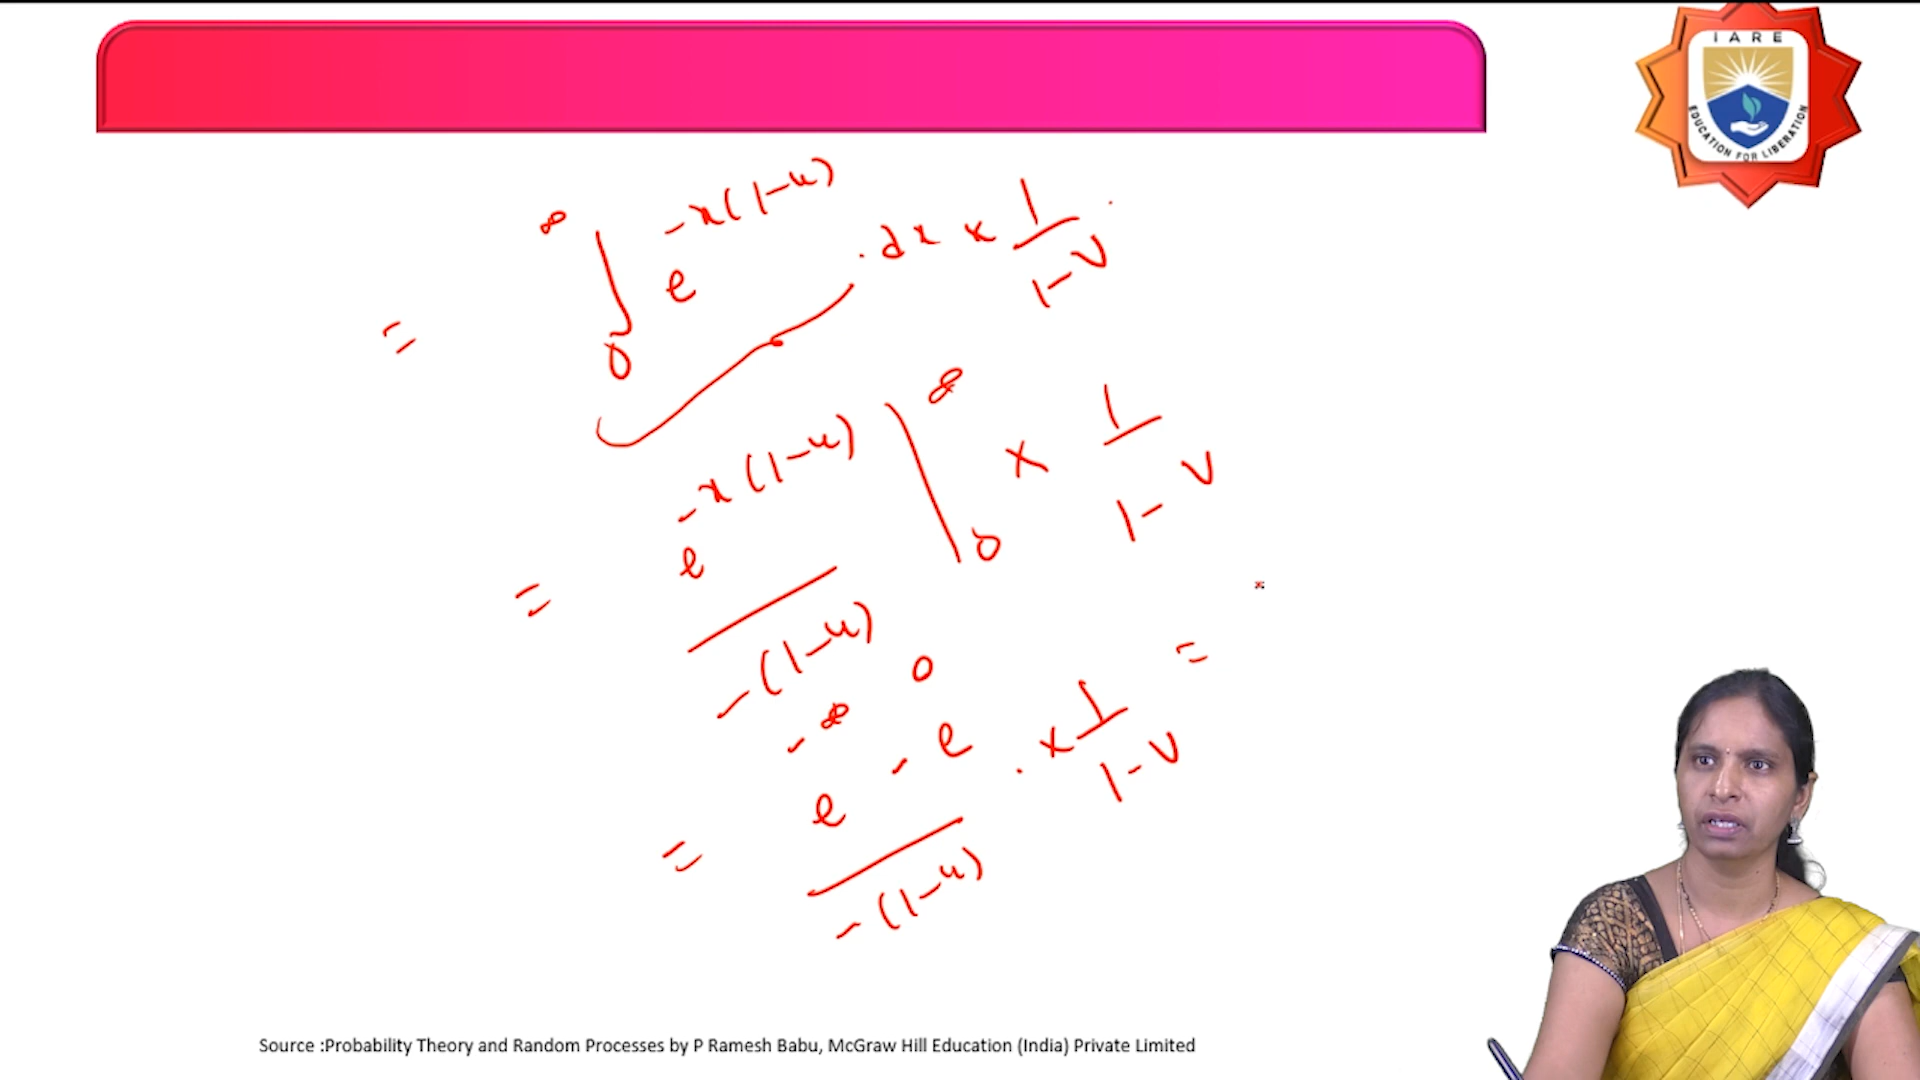 IARE
EDUCATION FOR LIBERATION
= ∫₀^∞ e^{-x(1-u)} . dx × 1/(1-v) .
= e^{-x(1-u)} / -(1-u) |₀^∞ × 1/(1-v)
= (e^{-∞} - e^0) / -(1-u) . × 1/(1-v) =
Source :Probability Theory and Random Processes by P Ramesh Babu, McGraw Hill Education (India) Private Limited